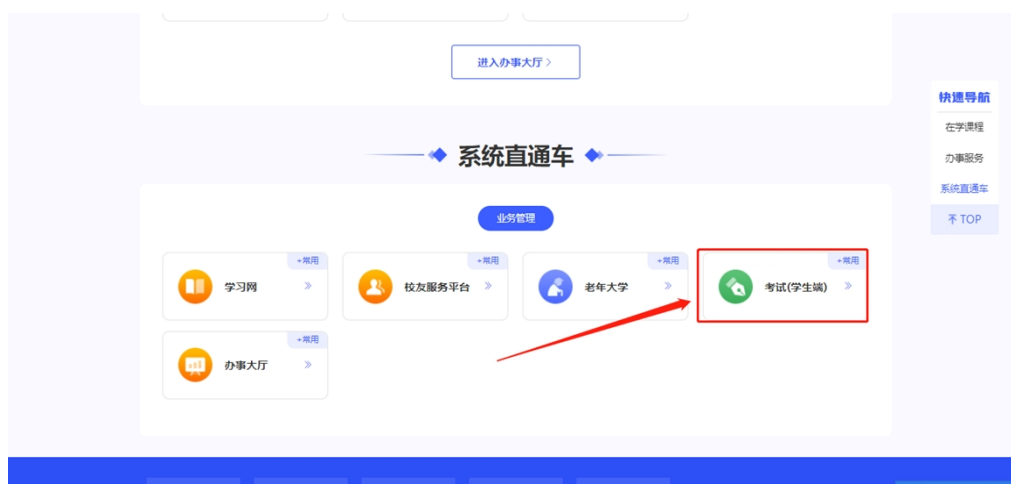 进入办事大厅 >
快速导航
在学课程
办事服务
系统直通车
TOP
系统直通车
业务管理
+常用
学习网
+常用
校友服务平台
+常用
老年大学
+常用
考试(学生端)
+常用
办事大厅